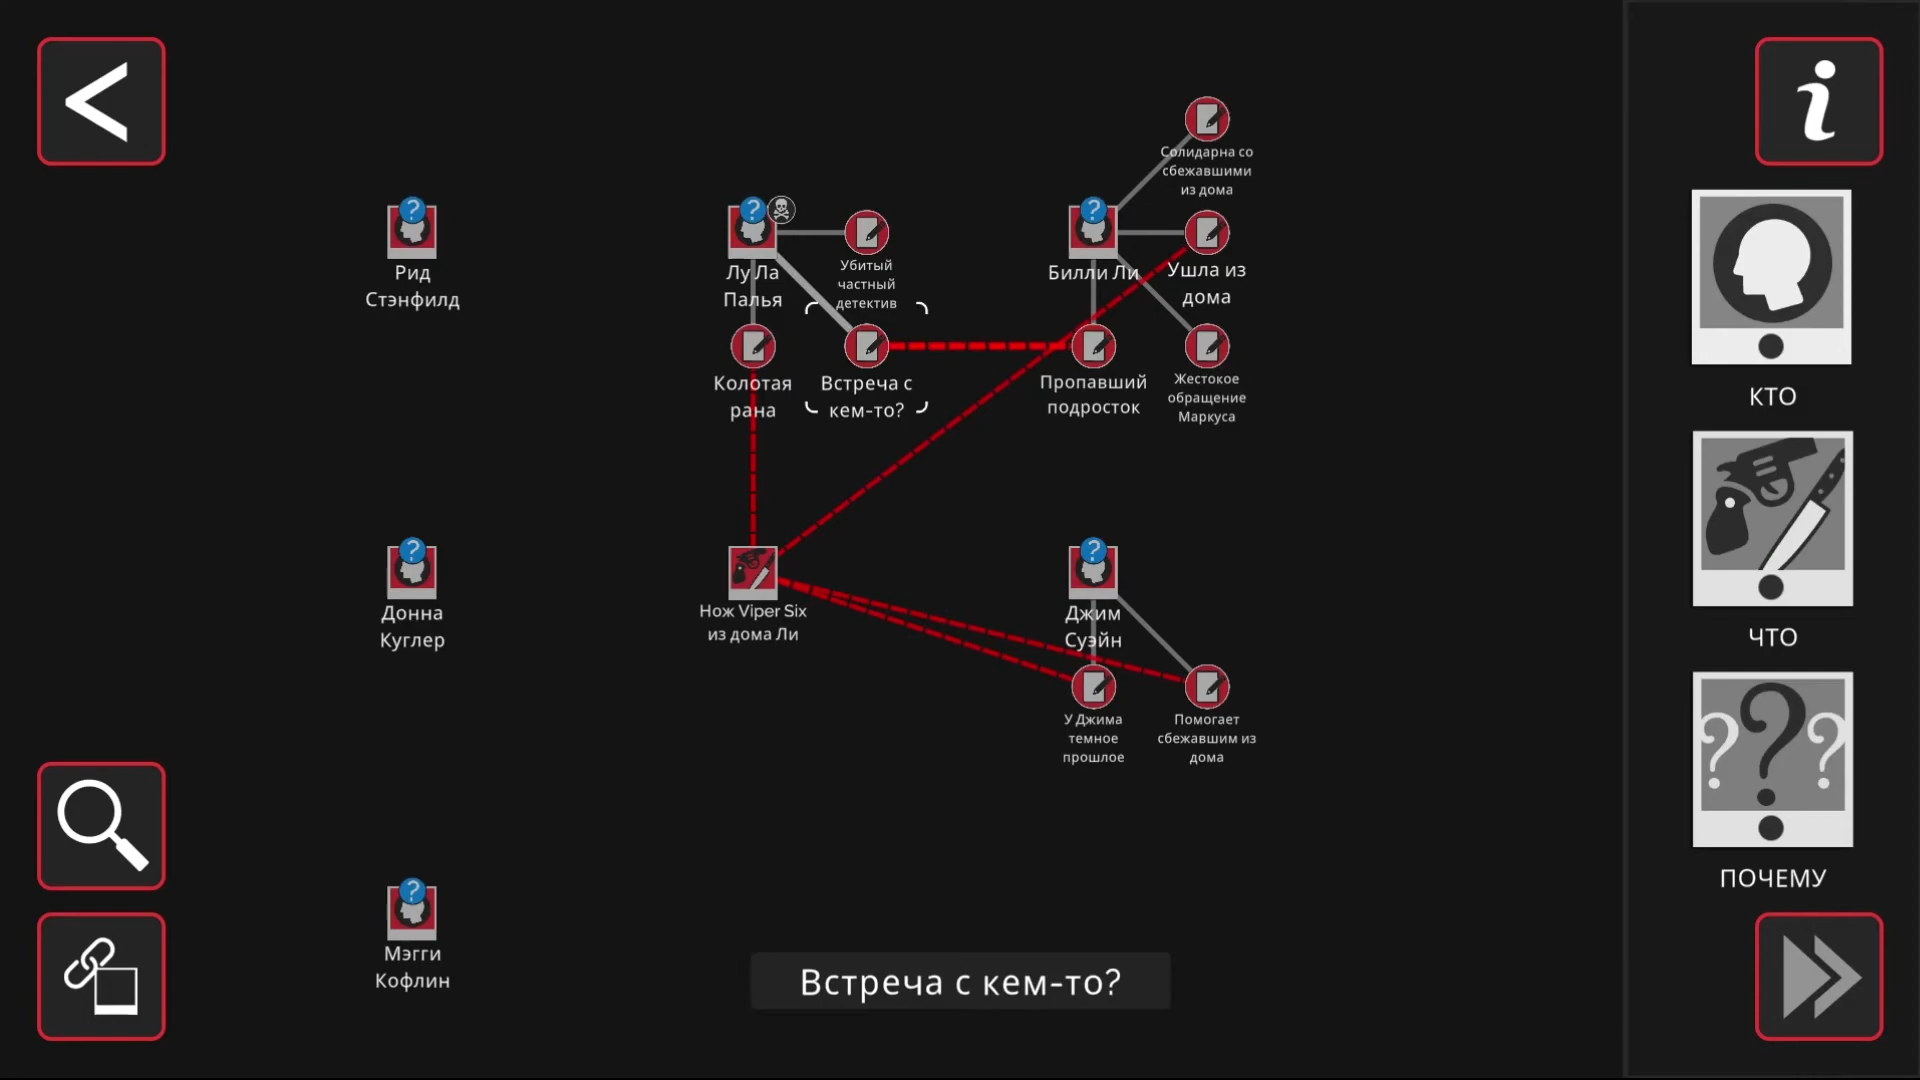 Солидарна со
сбежавшими
из дома
Рид
Стэнфилд
Лу Ла
Палья
Убитый
частный
детектив
Билли Ли
Ушла из
дома
Колотая
рана
Встреча с
кем-то?
Пропавший
подросток
Жестокое
обращение
Маркуса
Донна
Куглер
Нож Viper Six
из дома Ли
Джим
Суэйн
У Джима
темное
прошлое
Помогает
сбежавшим из
дома
Мэгги
Кофлин
Встреча с кем-то?
i
КТО
ЧТО
ПОЧЕМУ